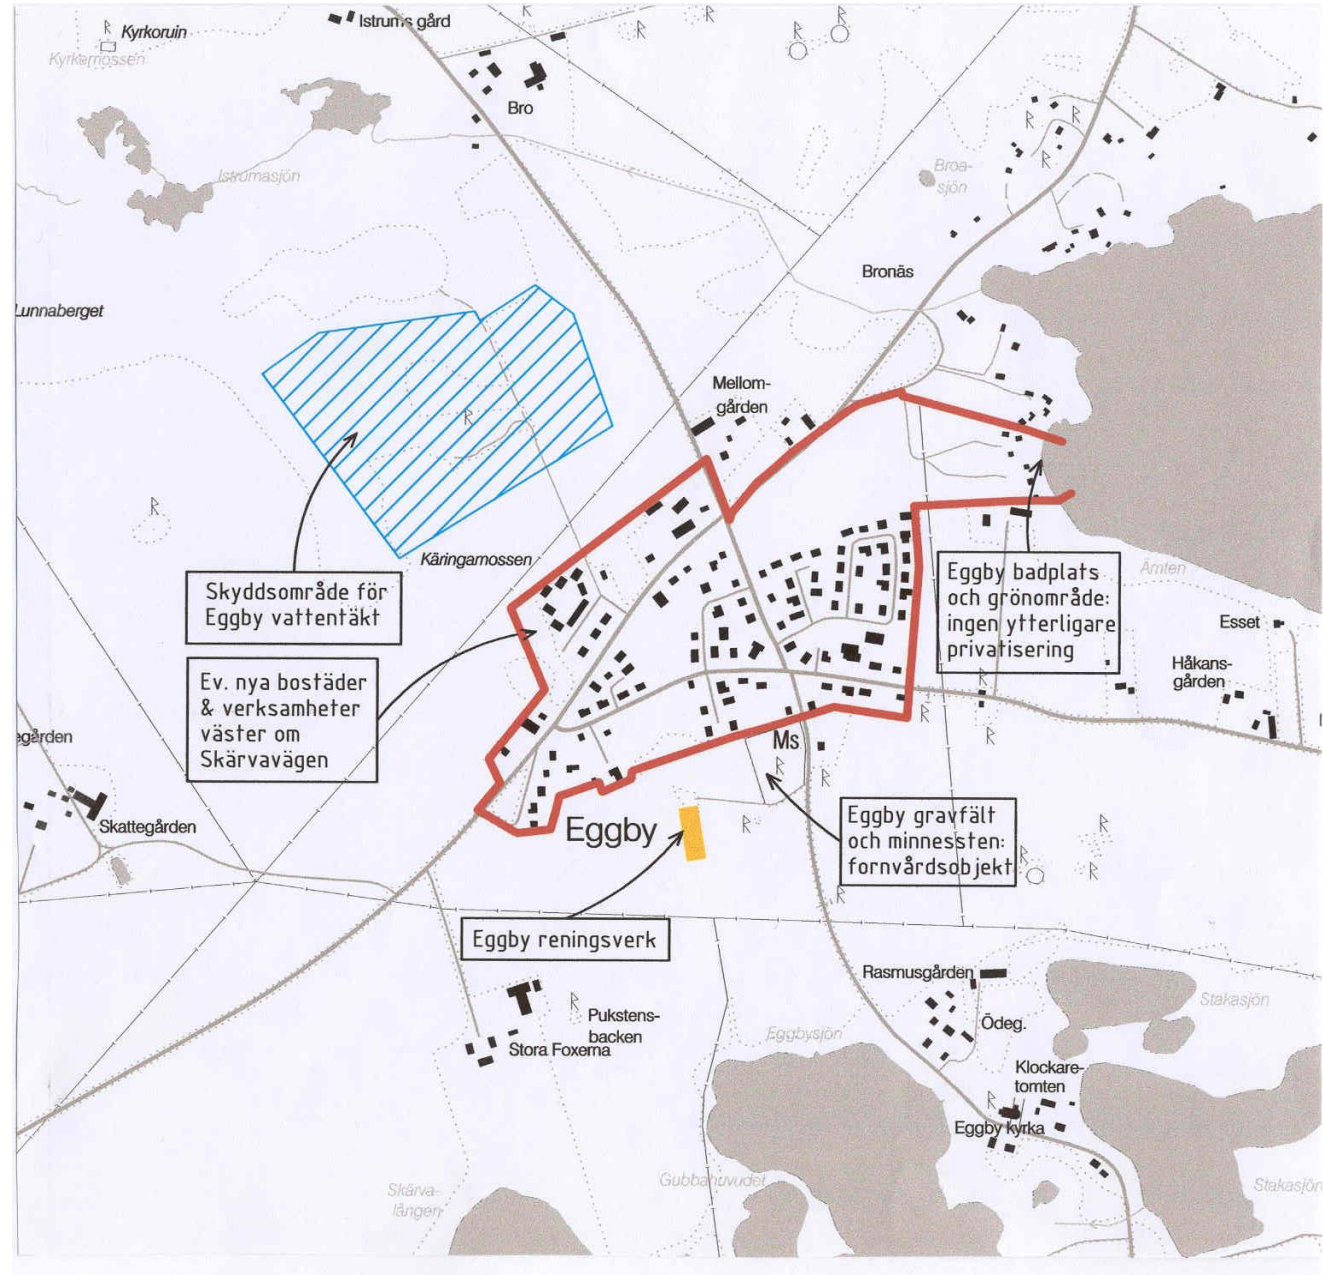 Istrums gård
Kyrkoruin
Kyrkemossen
Bro
Istrumasjön
Broa-
sjön
Bronäs
Lunnaberget
Mellom-
gården
Käringamossen
Skyddsområde för
Eggby vattentäkt
Eggby badplats
och grönområde:
ingen ytterligare
privatisering
Ämten
Esset
Håkans-
gården
Ev. nya bostäder
& verksamheter
väster om
Skärvavägen
egården
Ms
Skattegården
Eggby
Eggby gravfält
och minnessten:
fornvårdsobjekt
Eggby reningsverk
Rasmusgården
Stakasjön
Pukstens-
backen
Ödeg.
Eggbysjön
Stora Foxerna
Klockare-
tomten
Eggby kyrka
Gubbahuvudet
Skärva-
lången
Stakasjön